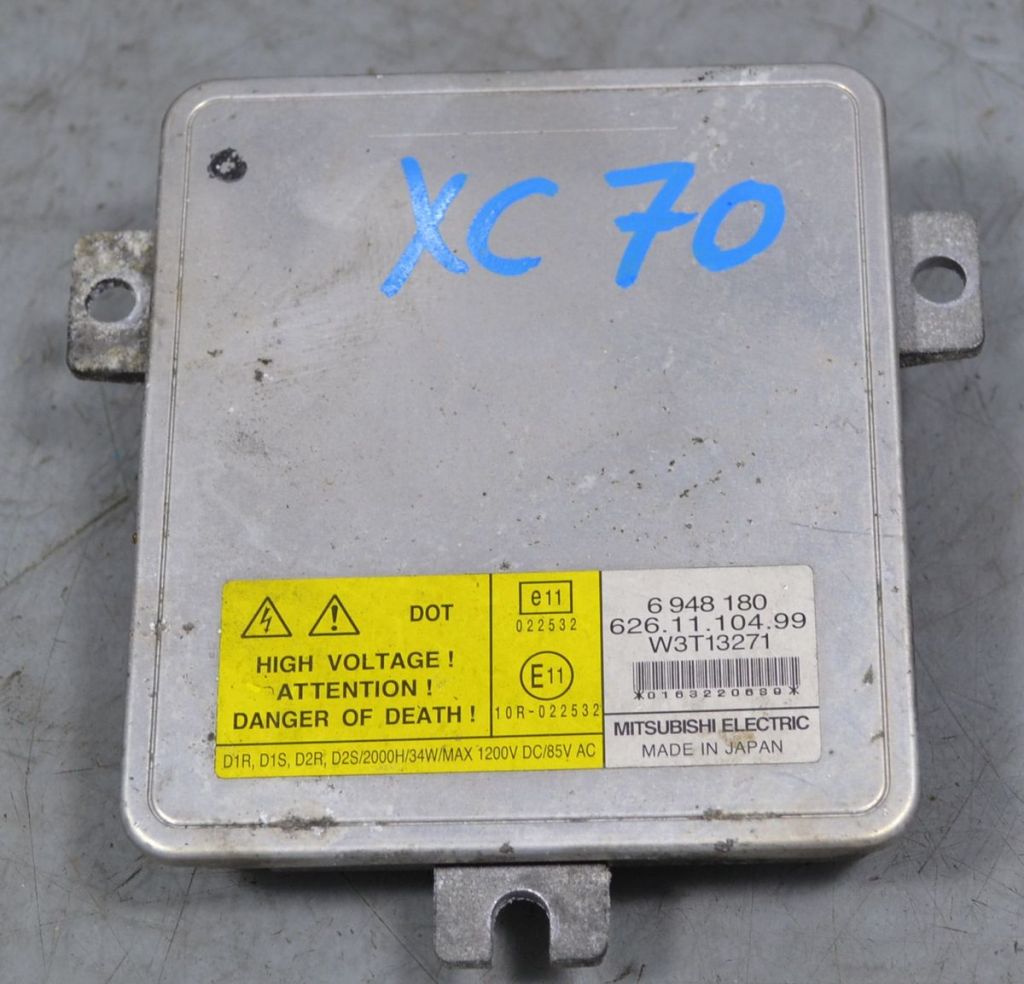 XC 70
DOT
HIGH VOLTAGE !
ATTENTION !
DANGER OF DEATH !
e11
022532
E11
10R-022532
D1R, D1S, D2R, D2S/2000H/34W/MAX 1200V DC/85V AC
6 948 180
626.11.104.99
W3T13271
*0163220689*
MITSUBISHI ELECTRIC
MADE IN JAPAN